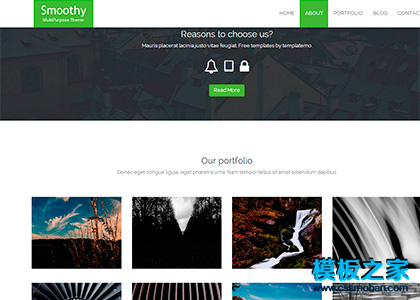 Smoothy
MultiPurpose Theme
HOME
ABOUT
PORTFOLIO
BLOG
CONTAC
Reasons to choose us?
Mauris placerat lacinia justo vitae feugiat. Free templates by templatemo.
Read More
Our portfolio
Donec eget congue ligula, eget pharetra urna. Nam tempor tellus sit amet bibendum dapibus.
模板之家
www.cssmoban.com